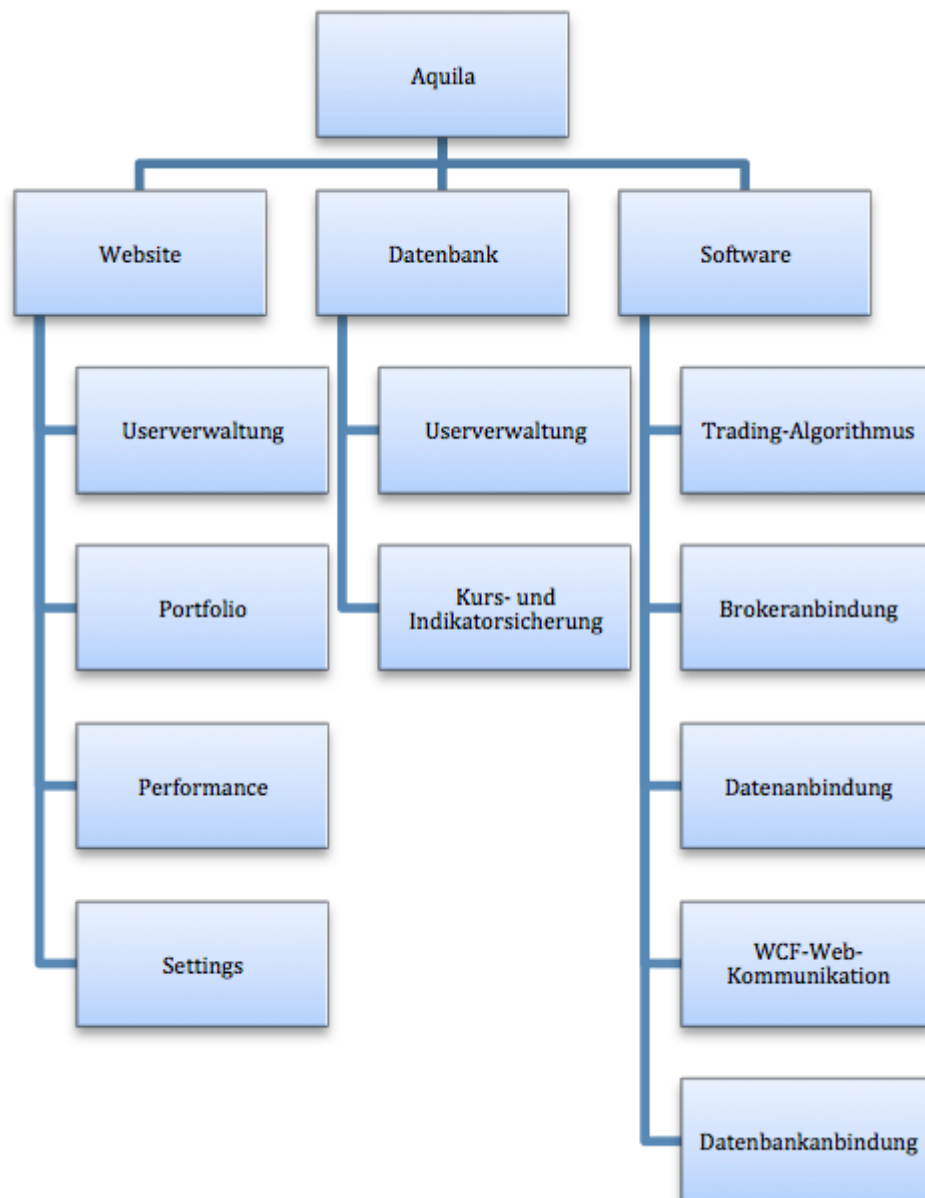 Aquila
Website
Datenbank
Software
Userverwaltung
Userverwaltung
Trading-Algorithmus
Portfolio
Kurs- und
Indikatorsicherung
Brokeranbindung
Performance
Datenanbindung
Settings
WCF-Web-
Kommunikation
Datenbankanbindung